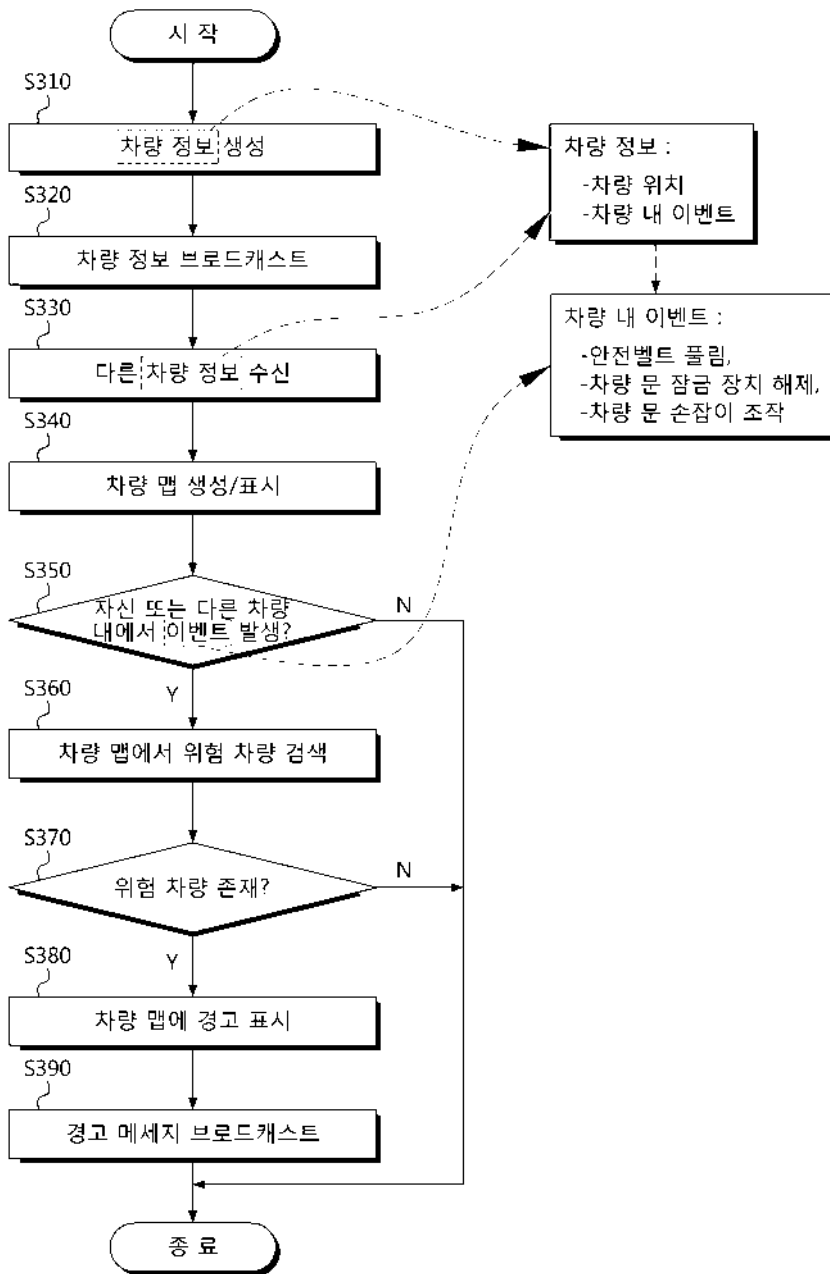 시 작
S310
차량 정보 생성
S320
차량 정보 브로드캐스트
S330
다른 차량 정보 수신
S340
차량 맵 생성/표시
S350
자신 또는 다른 차량
내에서 이벤트 발생?
N
Y
S360
차량 맵에서 위험 차량 검색
S370
위험 차량 존재?
N
Y
S380
차량 맵에 경고 표시
S390
경고 메세지 브로드캐스트
종 료
차량 정보 :
-차량 위치
-차량 내 이벤트
차량 내 이벤트 :
-안전벨트 풀림,
-차량 문 잠금 장치 해제,
-차량 문 손잡이 조작